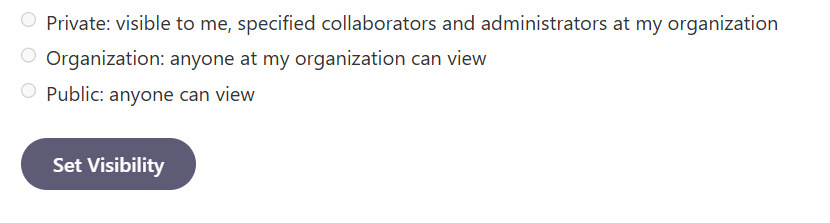 Private: visible to me, specified collaborators and administrators at my organization
Organization: anyone at my organization can view
Public: anyone can view
Set Visibility